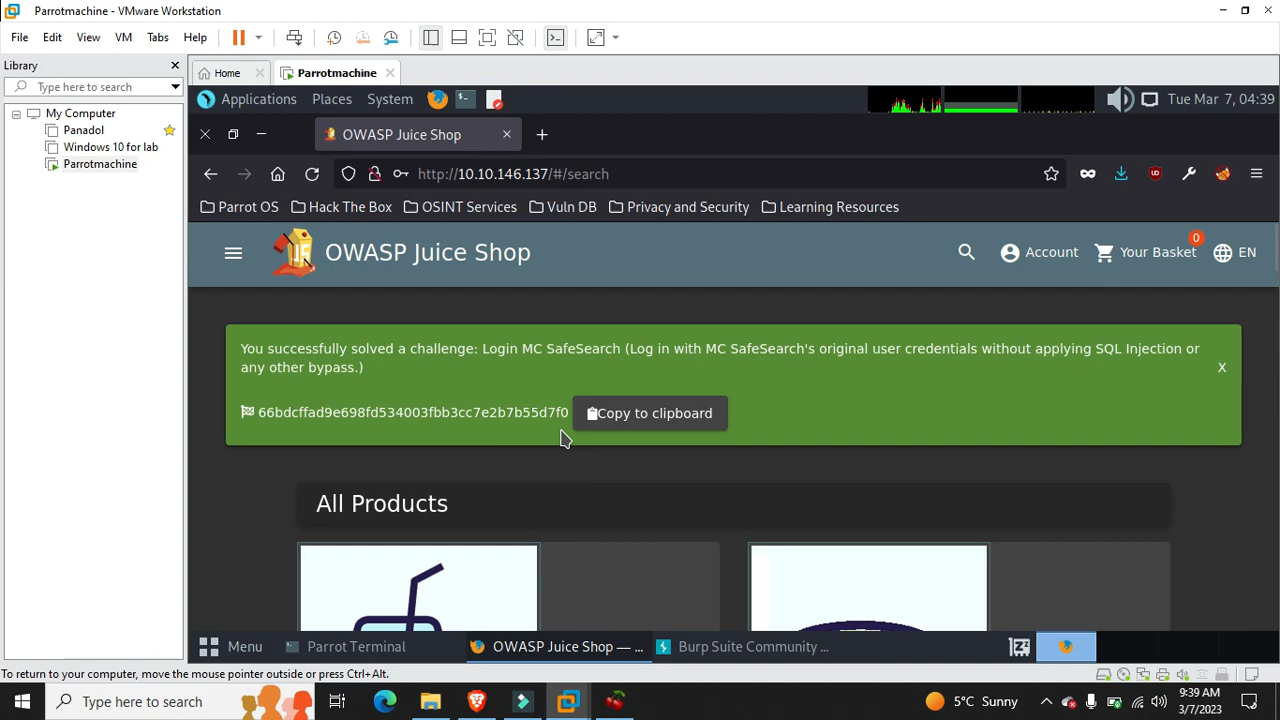 Parrotmachine - VMware Workstation
File Edit View VM Tabs Help
Library
Type here to search
My Computer
Panadol
Windows 10 for lab
Parrotmachine
Home
Parrotmachine
Applications Places System
Tue Mar 7, 04:39
OWASP Juice Shop
http://10.10.146.137/#/search
UD
Parrot OS Hack The Box OSINT Services Vuln DB Privacy and Security Learning Resources
OWASP Juice Shop
Account
0
Your Basket
EN
You successfully solved a challenge: Login MC SafeSearch (Log in with MC SafeSearch's original user credentials without applying SQL Injection or
any other bypass.)
X
66bdcffad9e698fd534003fbb3cc7e2b7b55d7f0
Copy to clipboard
All Products
Menu Parrot Terminal OWASP Juice Shop — ... Burp Suite Community ...
To return to your computer, move the mouse pointer outside or press Ctrl+Alt.
Type here to search
5°C Sunny
9:39 AM
3/7/2023